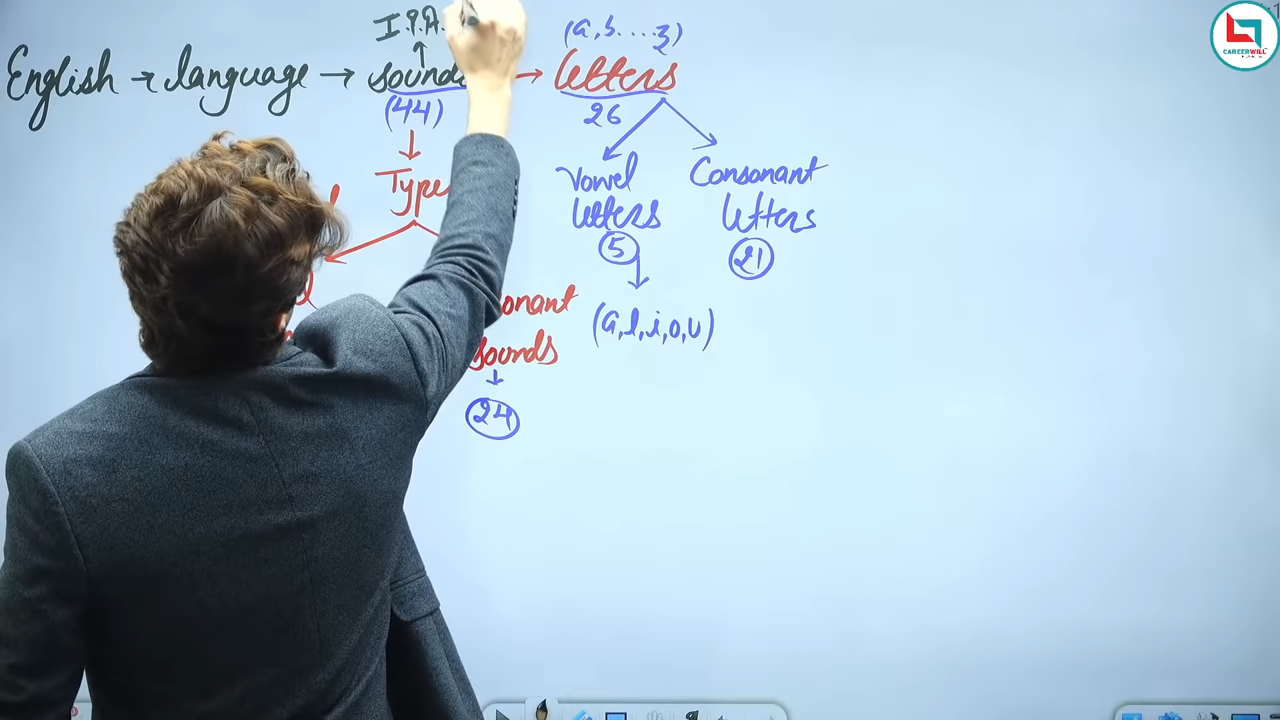 I.P.A.
(a, b....z)
English → language → sounds → letters
(44)
26
Type
Vowel
letters
5
Consonant
letters
21
(a, e, i, o, u)
onant
sounds
24
CAREERWILL